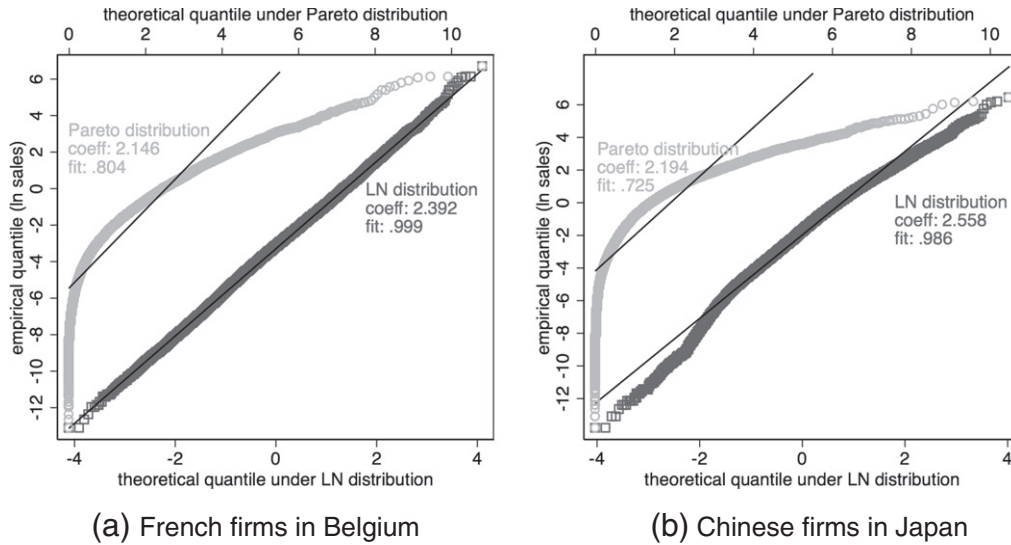 theoretical quantile under Pareto distribution
0 2 4 6 8 10
empirical quantile (ln sales)
6
4
2
0
-2
-4
-6
-8
-10
-12
Pareto distribution
coeff: 2.146
fit: .804
LN distribution
coeff: 2.392
fit: .999
-4 -2 0 2 4
theoretical quantile under LN distribution
(a) French firms in Belgium
theoretical quantile under Pareto distribution
0 2 4 6 8 10
empirical quantile (ln sales)
6
4
2
0
-2
-4
-6
-8
-10
-12
Pareto distribution
coeff: 2.194
fit: .725
LN distribution
coeff: 2.558
fit: .986
-4 -2 0 2 4
theoretical quantile under LN distribution
(b) Chinese firms in Japan